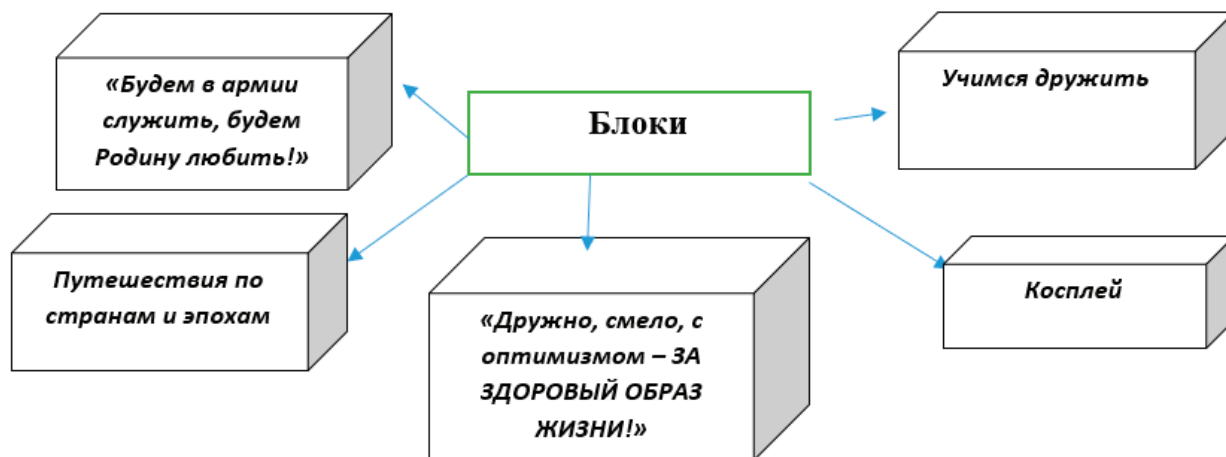 «Будем в армии
служить, будем
Родину любить!»
Блоки
Учимся дружить
Путешествия по
странам и эпохам
«Дружно, смело, с
оптимизмом – ЗА
ЗДОРОВЫЙ ОБРАЗ
ЖИЗНИ!»
Косплей